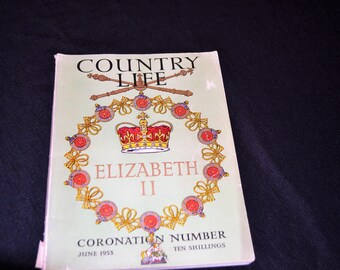 COUNTRY
LIFE
ELIZABETH
II
CORONATION NUMBER
JUNE 1953 TEN SHILLINGS